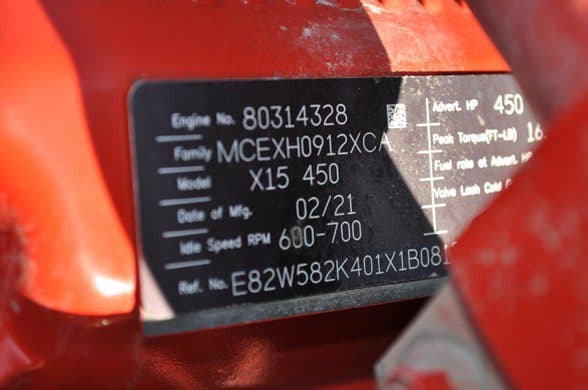 Engine No. 80314328
Family MCEXH0912XCA
Model X15 450
Date of Mfg. 02/21
Idle Speed RPM 600-700
Ref. No. E82W582K401X1B081
Advert. HP 450
Peak Torque(FT-LB)
Fuel rate at Advert. HP
Valve Lash Cold